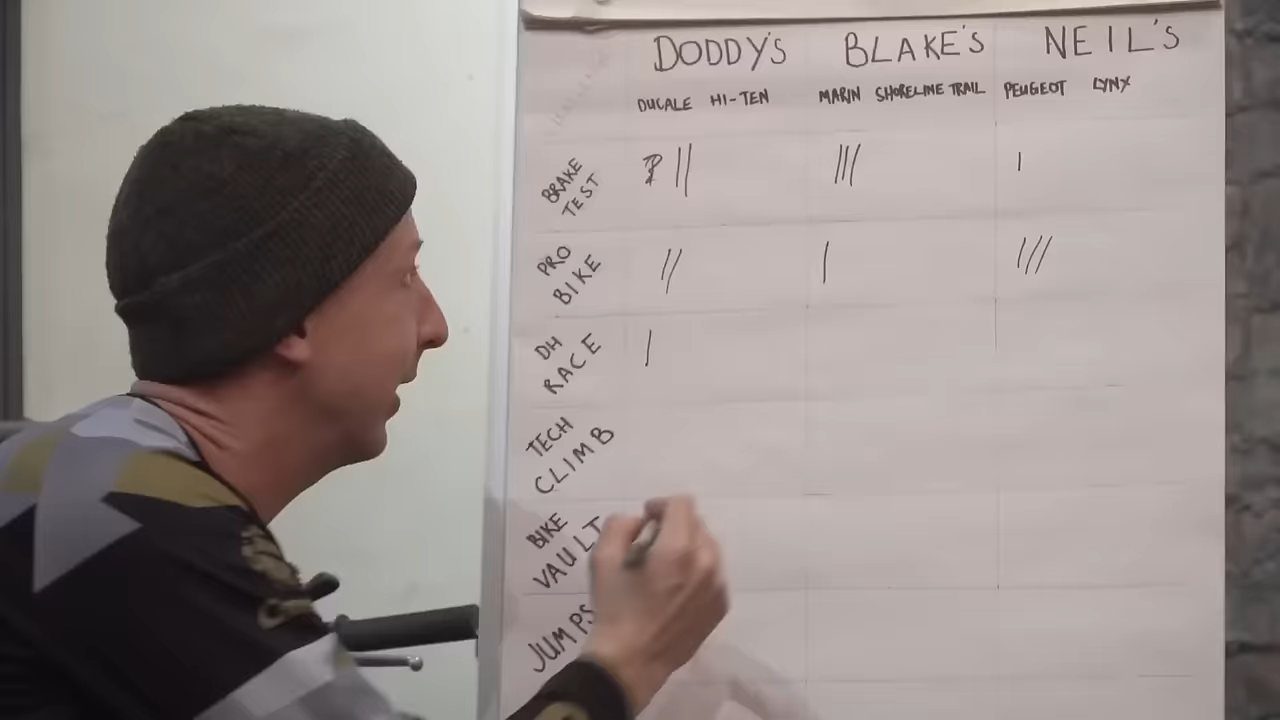 DODDY'S BLAKE'S NEIL'S
DUCALE HI-TEN MARIN SHORELINE TRAIL PEUGEOT LYNX
BRAKE TEST || ||| |
PRO BIKE || | |||
DH RACE |
TECH CLIMB
BIKE VAULT
JUMPS